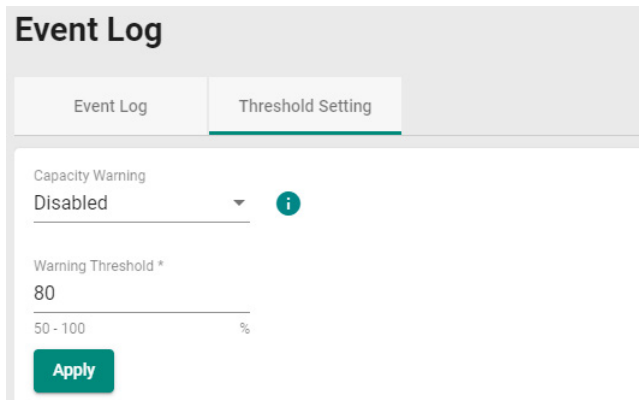 Event Log
Event Log
Threshold Setting
Capacity Warning
Disabled
i
Warning Threshold *
80
50 - 100 %
Apply